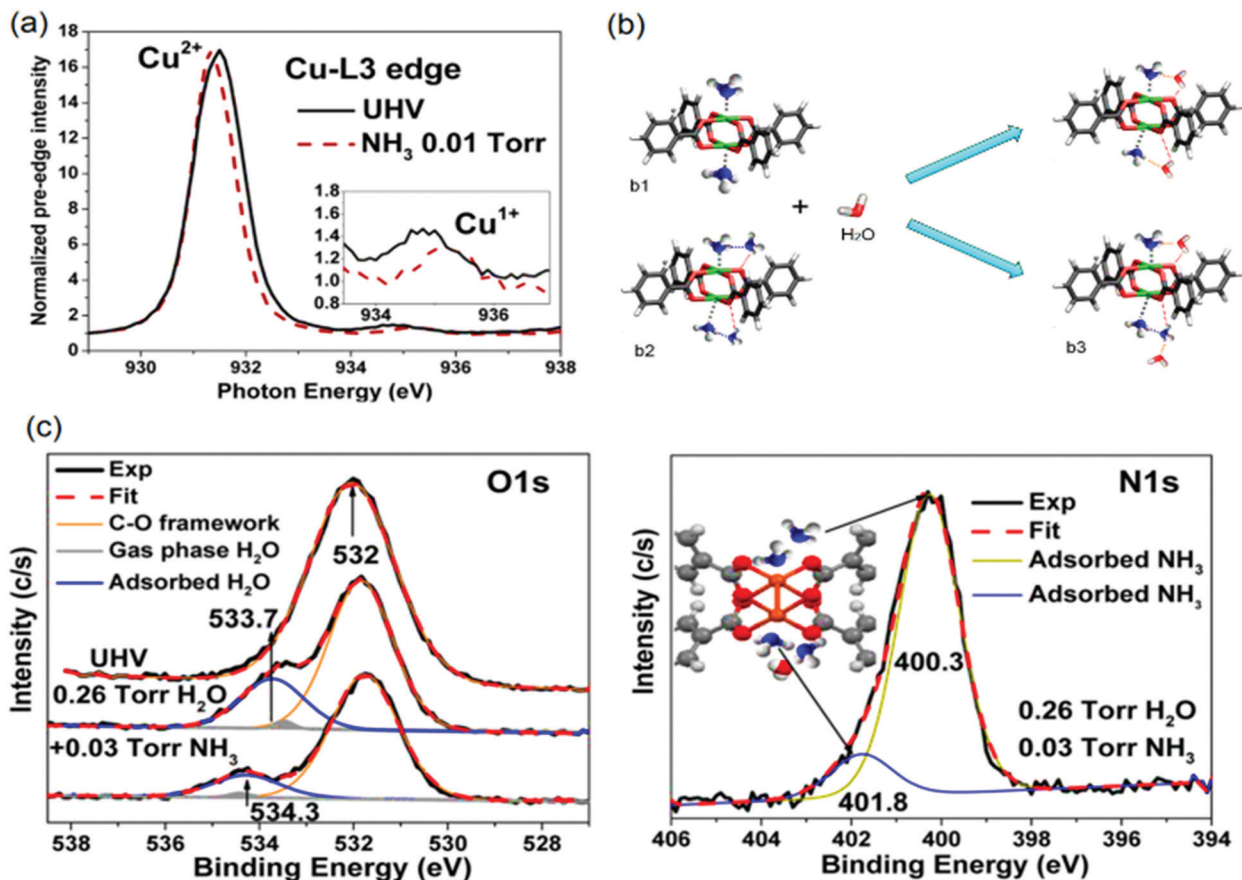 (a)
Normalized pre-edge intensity
18
16
14
12
10
8
6
4
2
0
Cu²⁺
Cu-L3 edge
UHV
NH₃ 0.01 Torr
1.8
1.6
1.4
1.2
1.0
0.8
Cu¹⁺
934
936
930
932
934
936
938
Photon Energy (eV)
(b)
b1
+
H₂O
b2
b3
(c)
Intensity (c/s)
Exp
Fit
C-O framework
Gas phase H₂O
Adsorbed H₂O
O1s
532
533.7
UHV
0.26 Torr H₂O
+0.03 Torr NH₃
534.3
538
536
534
532
530
528
Binding Energy (eV)
Intensity (c/s)
N1s
Exp
Fit
Adsorbed NH₃
Adsorbed NH₃
400.3
0.26 Torr H₂O
0.03 Torr NH₃
401.8
406
404
402
400
398
396
394
Binding Energy (eV)